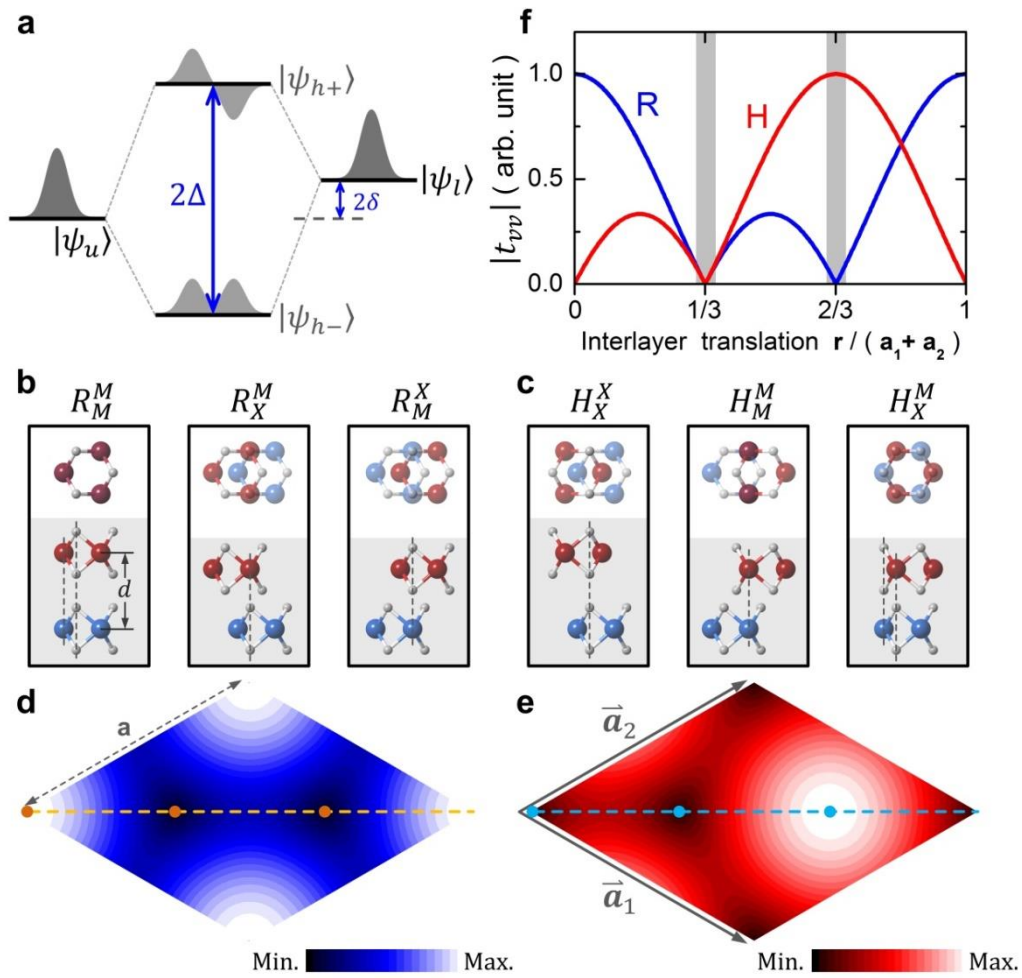 a
|ψh+⟩
|ψu⟩
2Δ
|ψl⟩
2δ
|ψh−⟩
f
|tvv| ( arb. unit )
1.0
0.5
0.0
R
H
0
1/3
2/3
1
Interlayer translation r / ( a1+ a2 )
b
R_M^M
R_X^M
R_M^X
d
c
H_X^X
H_M^M
H_X^M
d
a
Min.
Max.
e
a⃗2
a⃗1
Min.
Max.